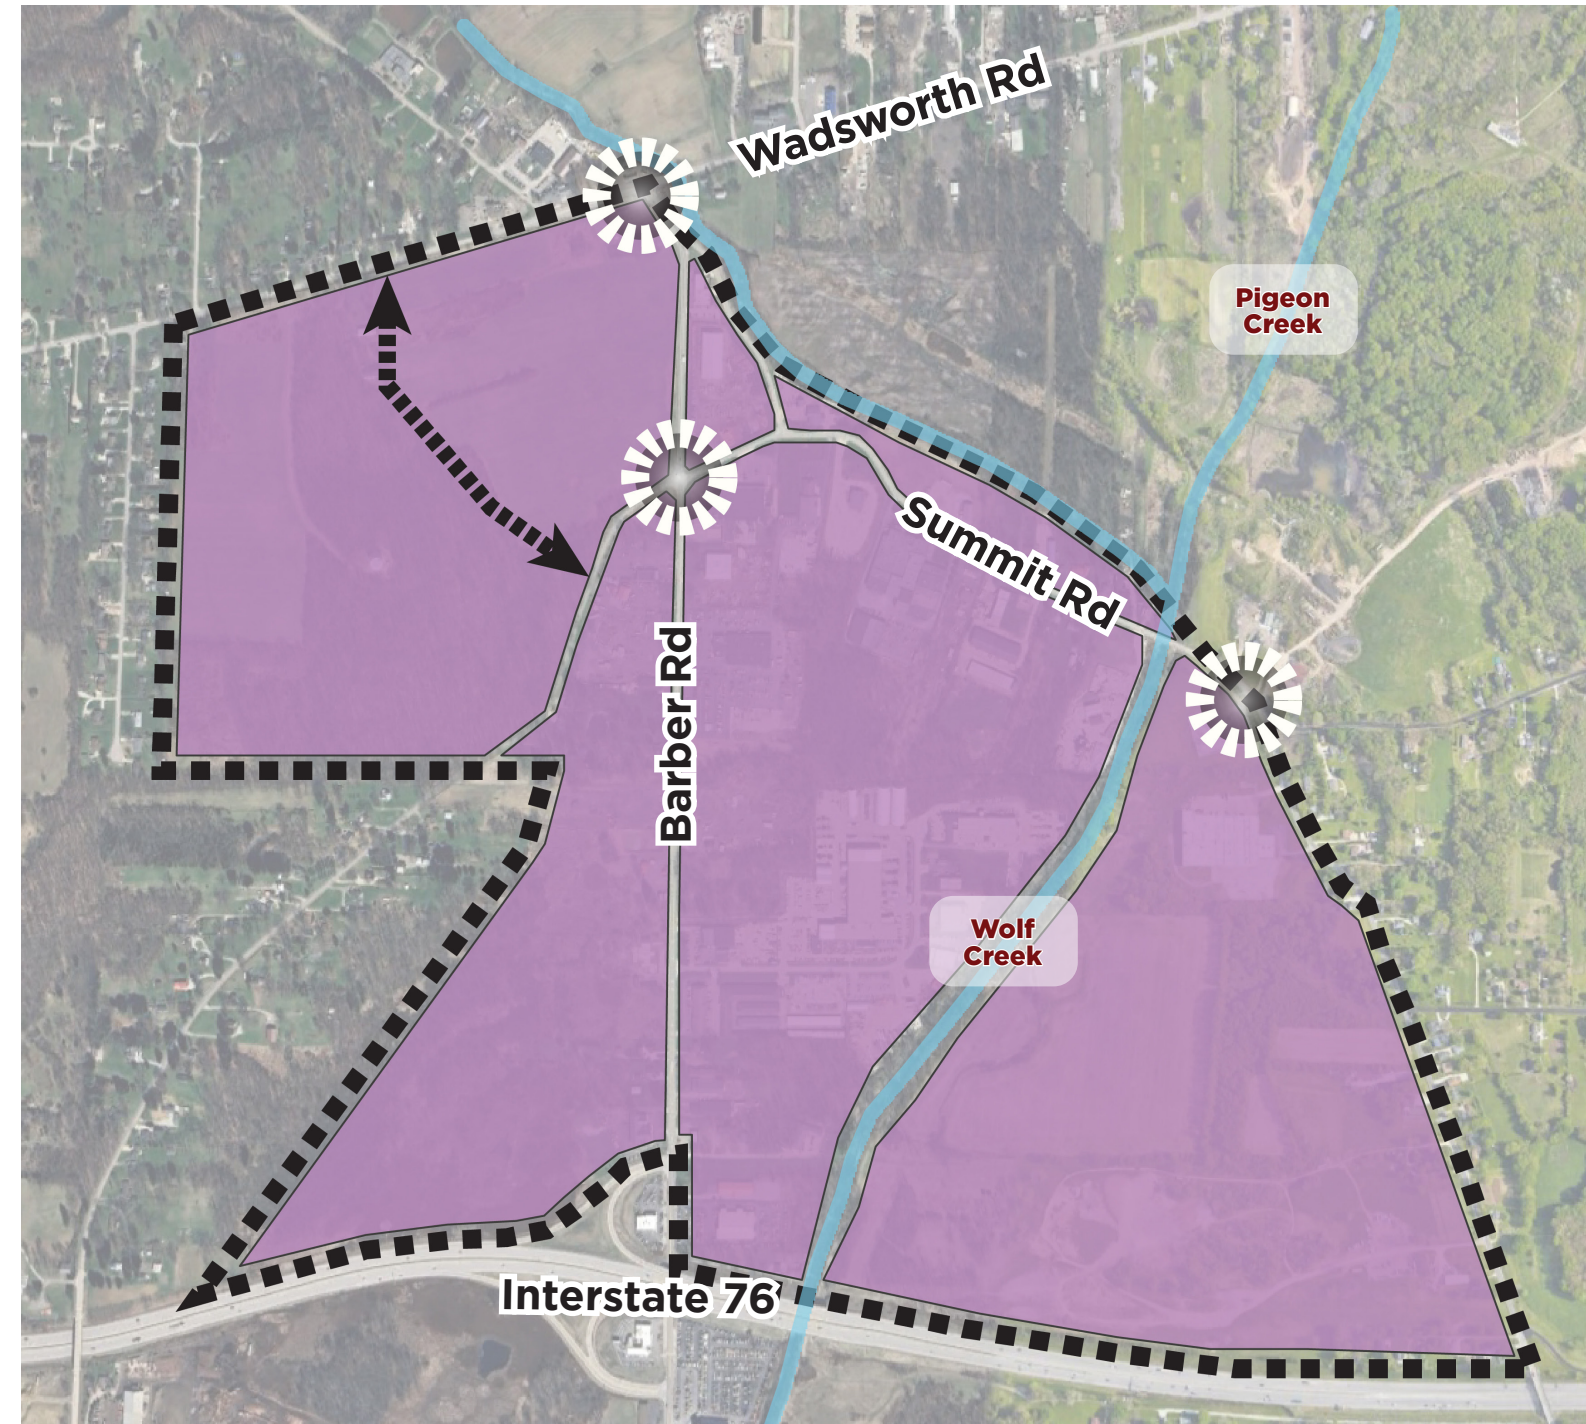 Wadsworth Rd
Pigeon
Creek
Summit Rd
Barber Rd
Wolf
Creek
Interstate 76